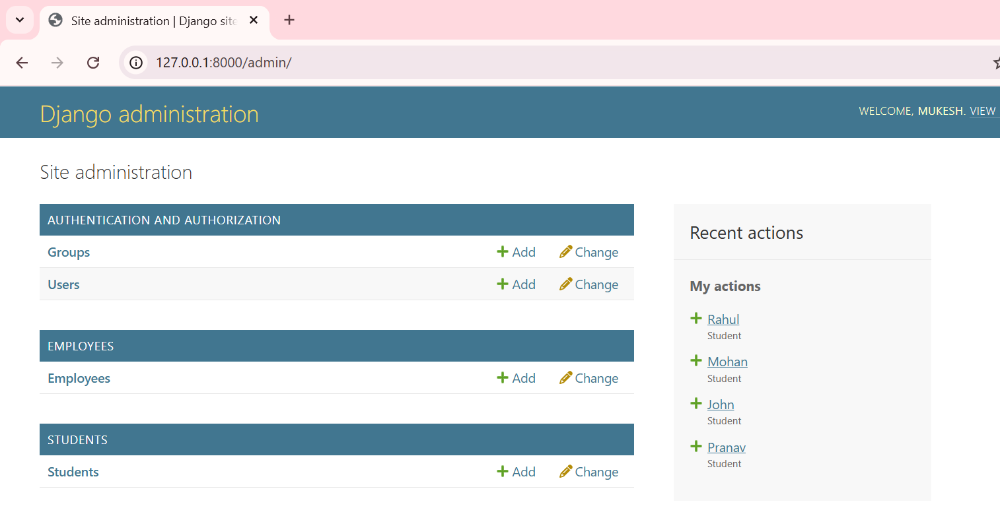 Site administration | Django site
127.0.0.1:8000/admin/
Django administration
WELCOME, MUKESH. VIEW
Site administration
AUTHENTICATION AND AUTHORIZATION
Groups Add Change
Users Add Change
EMPLOYEES
Employees Add Change
STUDENTS
Students Add Change
Recent actions
My actions
Rahul
Student
Mohan
Student
John
Student
Pranav
Student